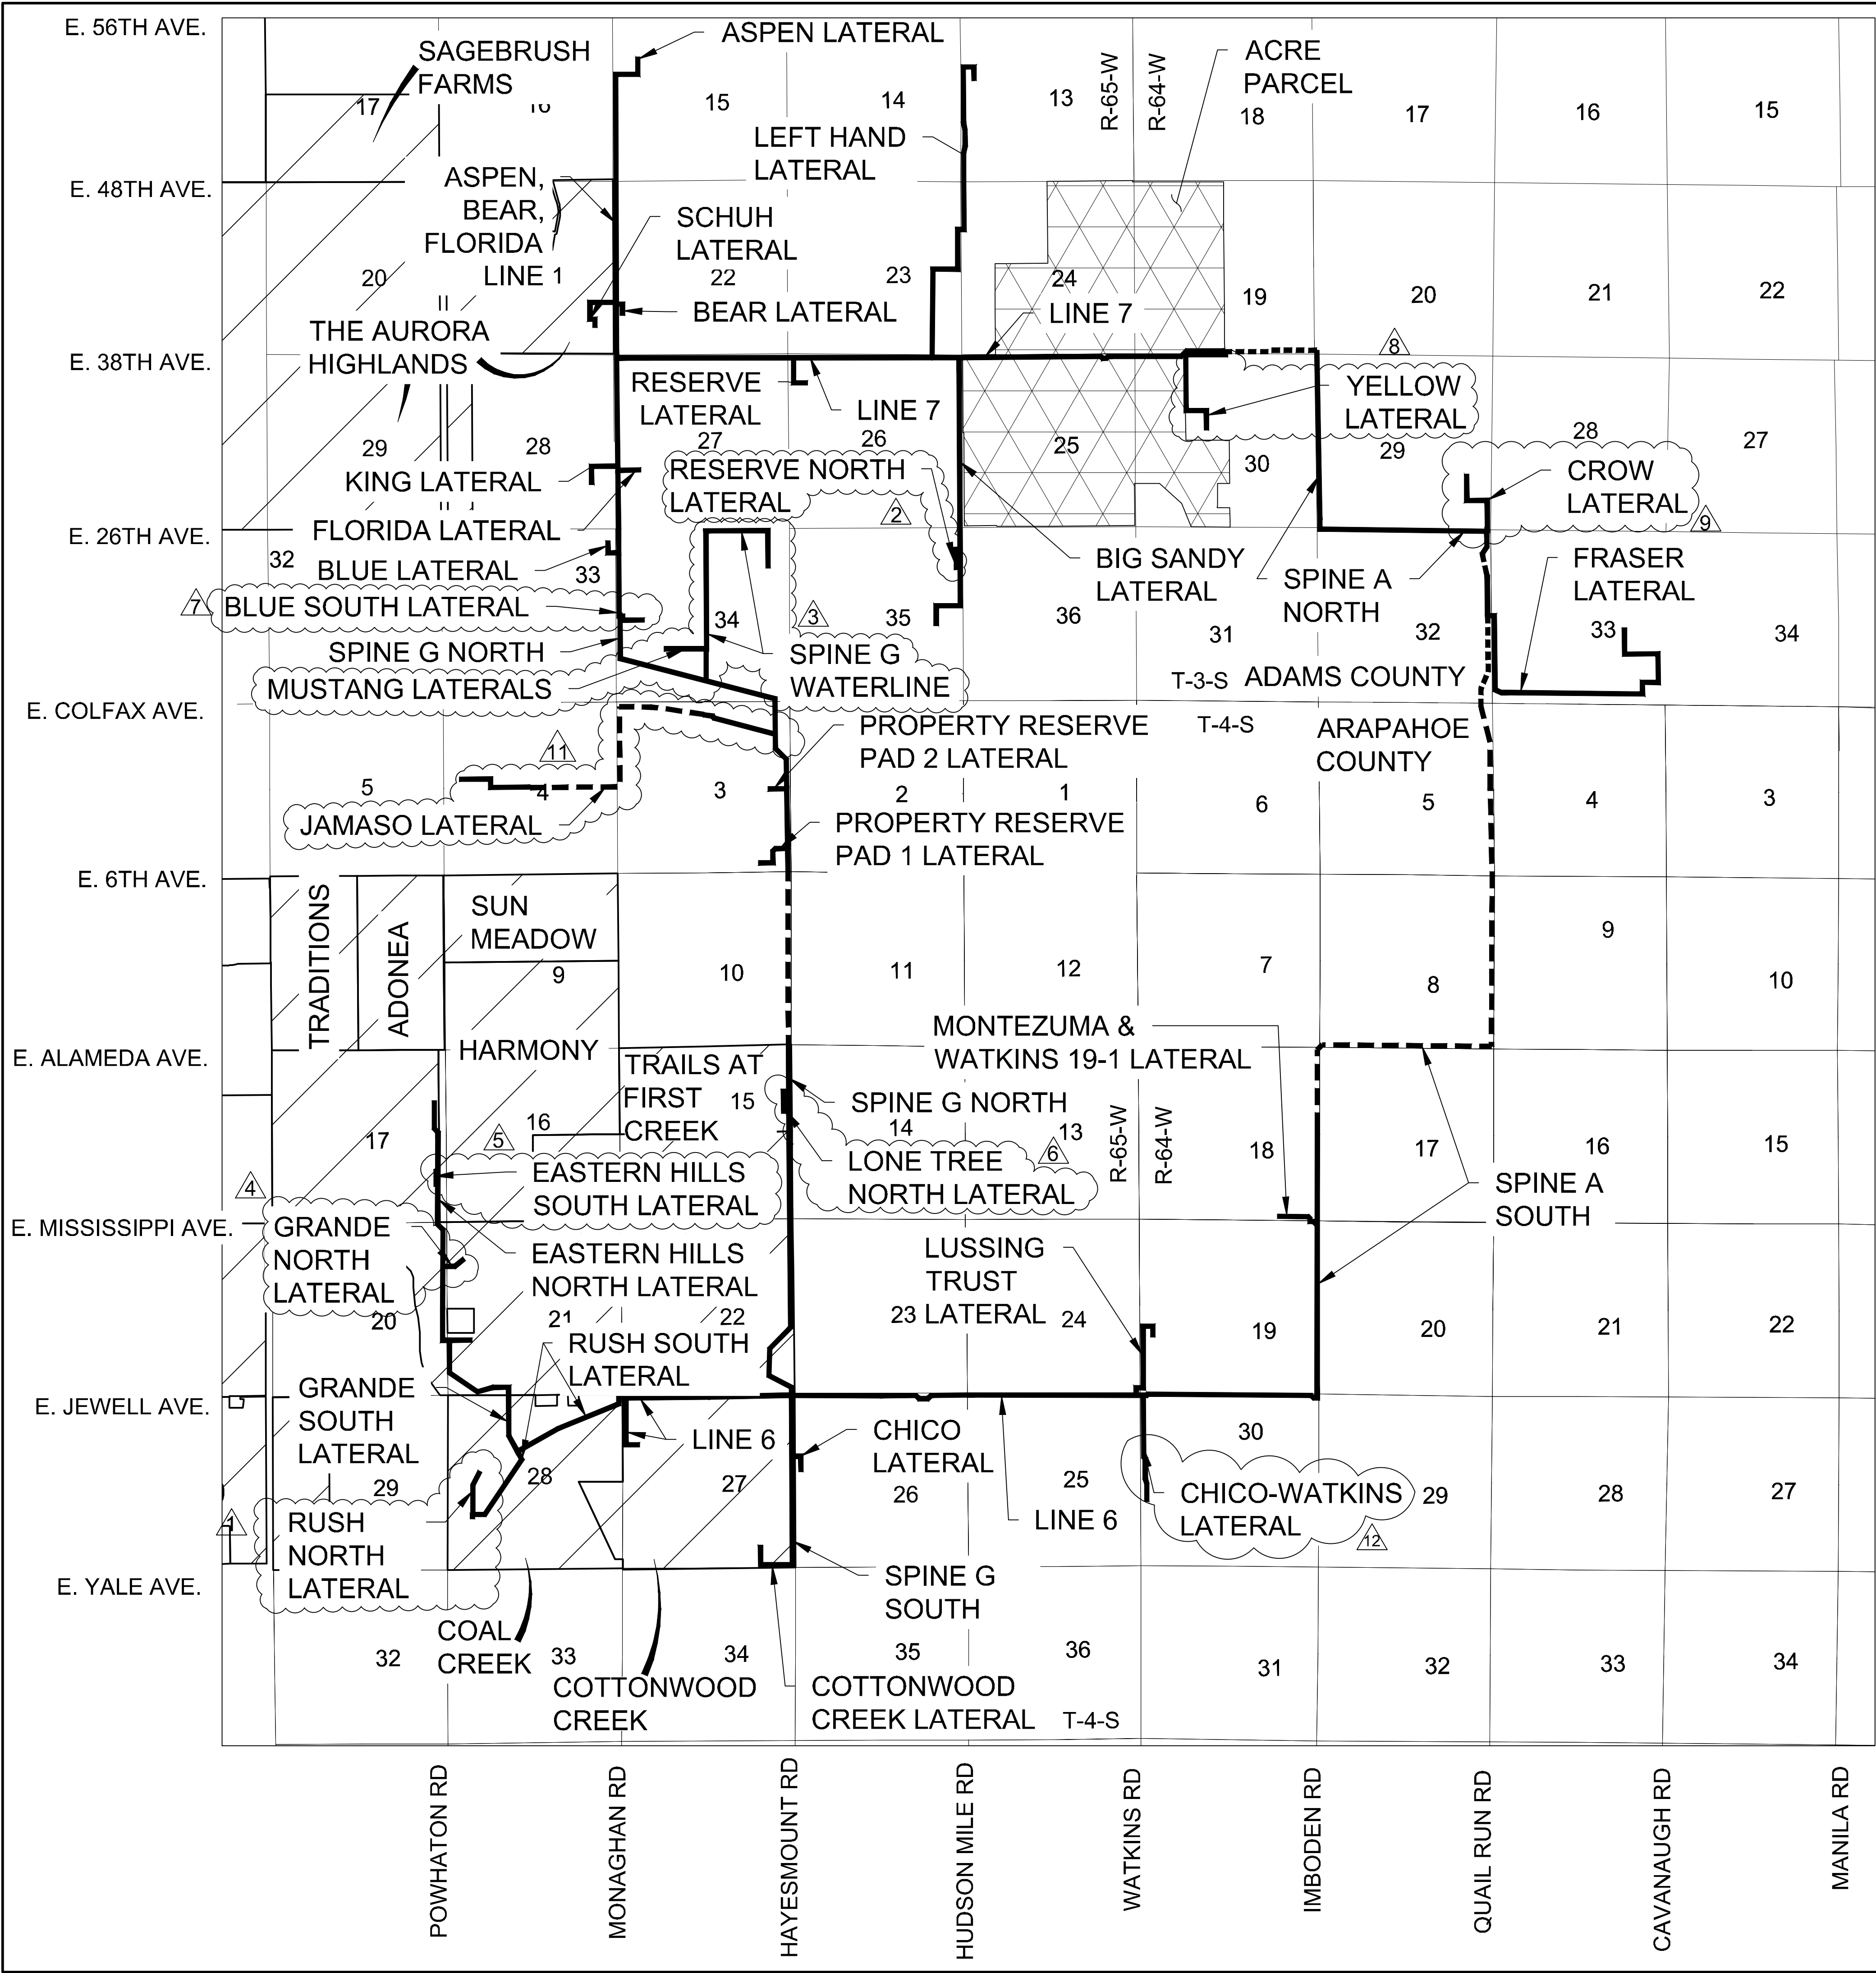 E. 56TH AVE.
SAGEBRUSH
FARMS
ASPEN LATERAL
ACRE
PARCEL
17
16
15
14
13
R-65-W
R-64-W
18
17
16
15
LEFT HAND
LATERAL
E. 48TH AVE.
ASPEN,
BEAR,
FLORIDA
LINE 1
SCHUH
LATERAL
20
22
23
24
19
20
21
22
BEAR LATERAL
LINE 7
THE AURORA
HIGHLANDS
E. 38TH AVE.
8
RESERVE
LATERAL
LINE 7
YELLOW
LATERAL
29
28
27
26
25
30
29
28
27
KING LATERAL
RESERVE NORTH
LATERAL
2
CROW
LATERAL
9
FLORIDA LATERAL
E. 26TH AVE.
32
BLUE LATERAL
33
BIG SANDY
LATERAL
SPINE A
NORTH
FRASER
LATERAL
7
BLUE SOUTH LATERAL
34
3
35
36
31
32
33
34
SPINE G NORTH
SPINE G
WATERLINE
MUSTANG LATERALS
T-3-S
ADAMS COUNTY
E. COLFAX AVE.
PROPERTY RESERVE
PAD 2 LATERAL
T-4-S
ARAPAHOE
COUNTY
11
5
4
3
2
1
6
5
4
3
JAMASO LATERAL
PROPERTY RESERVE
PAD 1 LATERAL
E. 6TH AVE.
TRADITIONS
ADONEA
SUN
MEADOW
9
10
11
12
7
8
9
10
MONTEZUMA &
WATKINS 19-1 LATERAL
E. ALAMEDA AVE.
HARMONY
TRAILS AT
FIRST
CREEK
15
SPINE G NORTH
17
5
16
14
13
6
R-65-W
R-64-W
18
17
16
15
EASTERN HILLS
SOUTH LATERAL
LONE TREE
NORTH LATERAL
SPINE A
SOUTH
4
E. MISSISSIPPI AVE.
GRANDE
NORTH
LATERAL
EASTERN HILLS
NORTH LATERAL
LUSSING
TRUST
LATERAL
20
21
22
23
24
19
20
21
22
RUSH SOUTH
LATERAL
E. JEWELL AVE.
GRANDE
SOUTH
LATERAL
LINE 6
CHICO
LATERAL
30
29
28
27
26
25
29
28
27
CHICO-WATKINS
LATERAL
12
LINE 6
1
RUSH
NORTH
LATERAL
E. YALE AVE.
SPINE G
SOUTH
COAL
CREEK
32
33
34
35
36
31
32
33
34
COTTONWOOD
CREEK
COTTONWOOD
CREEK LATERAL
T-4-S
POWHATON RD
MONAGHAN RD
HAYESMOUNT RD
HUDSON MILE RD
WATKINS RD
IMBODEN RD
QUAIL RUN RD
CAVANAUGH RD
MANILA RD